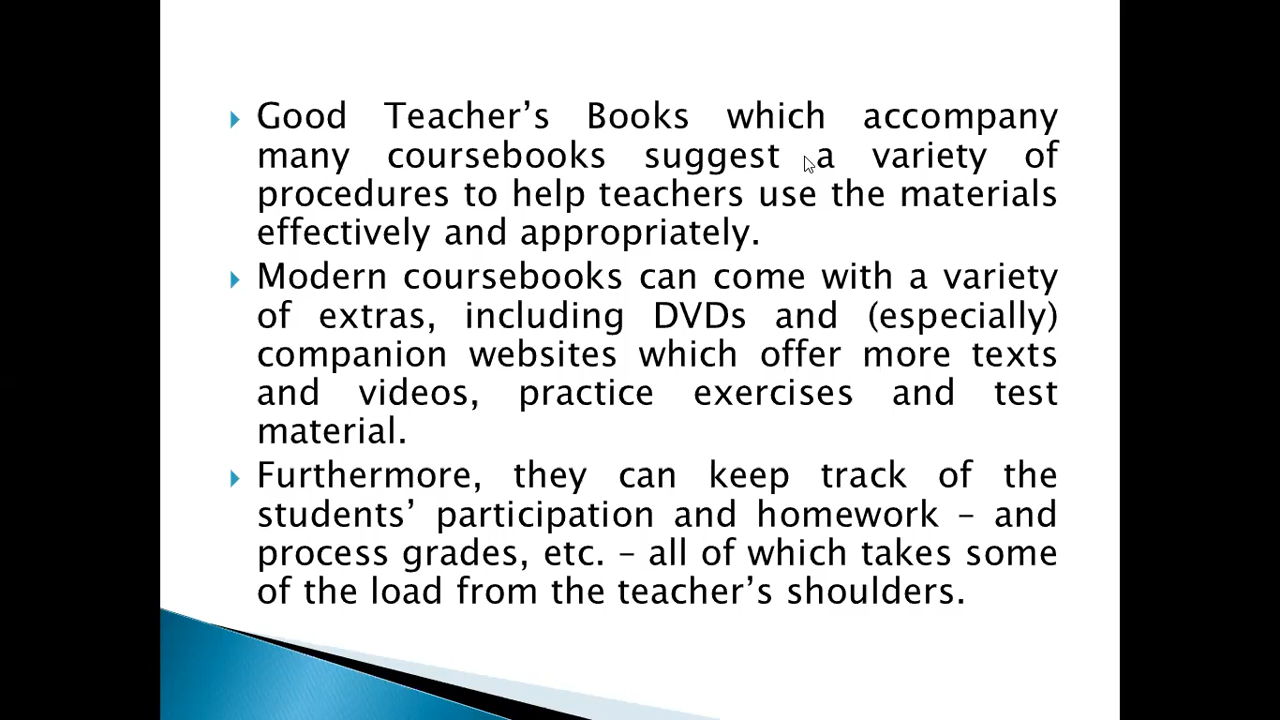 Good Teacher’s Books which accompany
many coursebooks suggest a variety of
procedures to help teachers use the materials
effectively and appropriately.
Modern coursebooks can come with a variety
of extras, including DVDs and (especially)
companion websites which offer more texts
and videos, practice exercises and test
material.
Furthermore, they can keep track of the
students’ participation and homework – and
process grades, etc. – all of which takes some
of the load from the teacher’s shoulders.